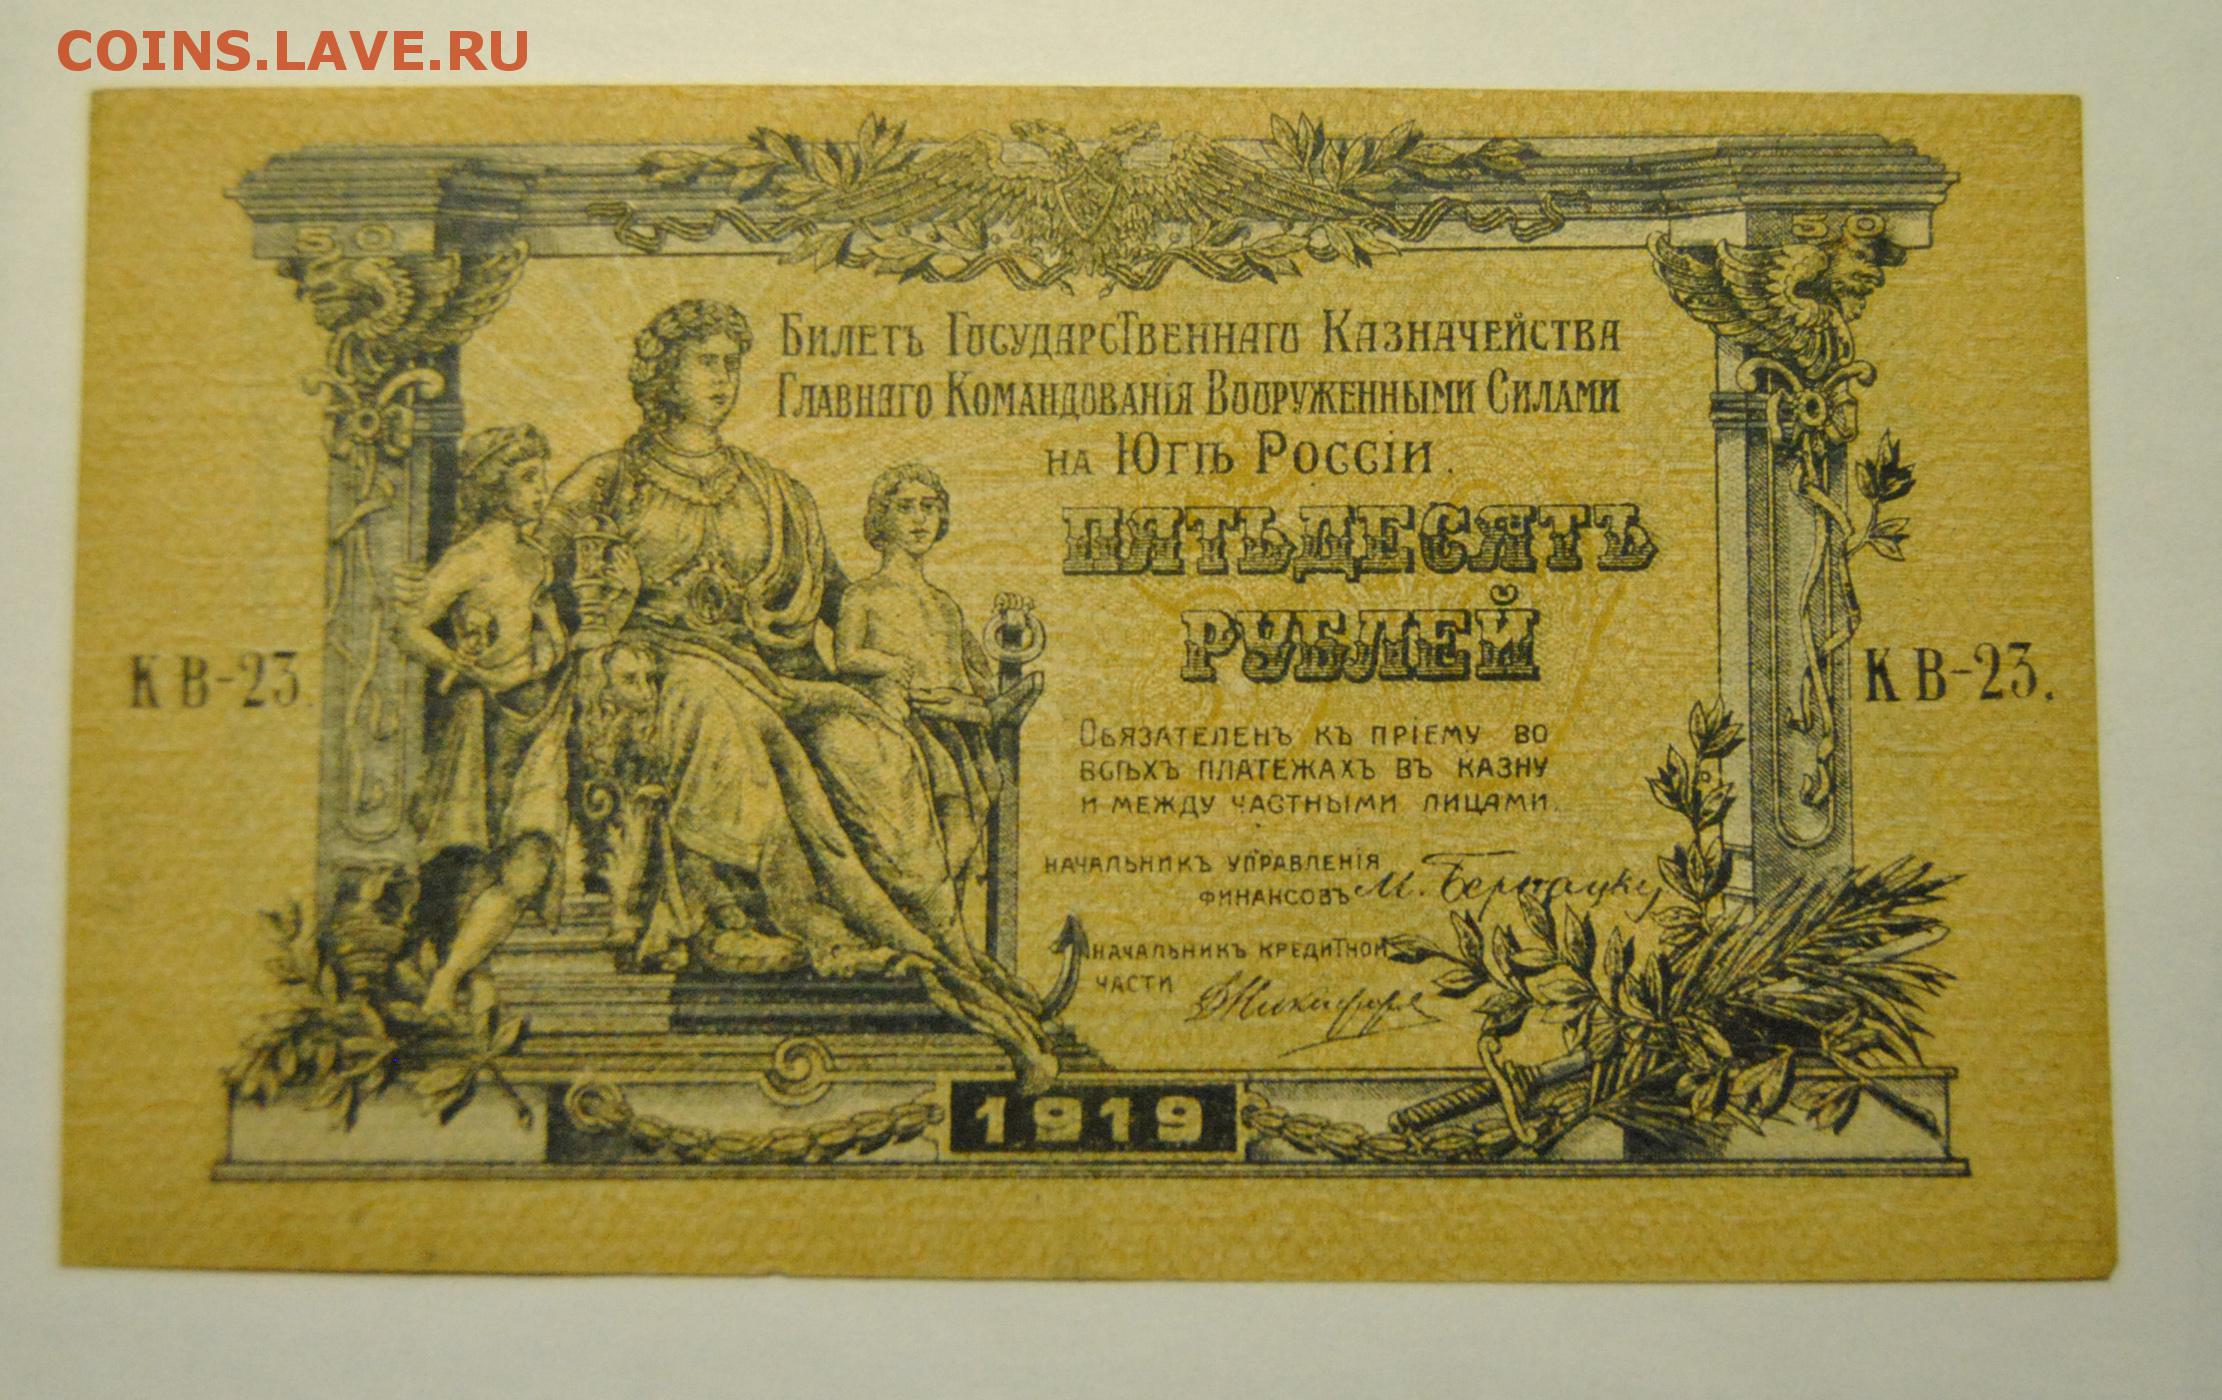 COINS.LAVE.RU
50
50
Билетъ Государственнаго Казначейства
Главнаго Командованія Вооруженными Силами
на Югѣ Россіи.
ПЯТЬДЕСЯТЪ
РУБЛЕЙ
КВ-23.
КВ-23.
Обязателенъ къ пріему во
всѣхъ платежахъ въ казну
и между частными лицами.
Начальникъ управленія
финансовъ М. Бернацкій
Начальникъ кредитной
части
1919